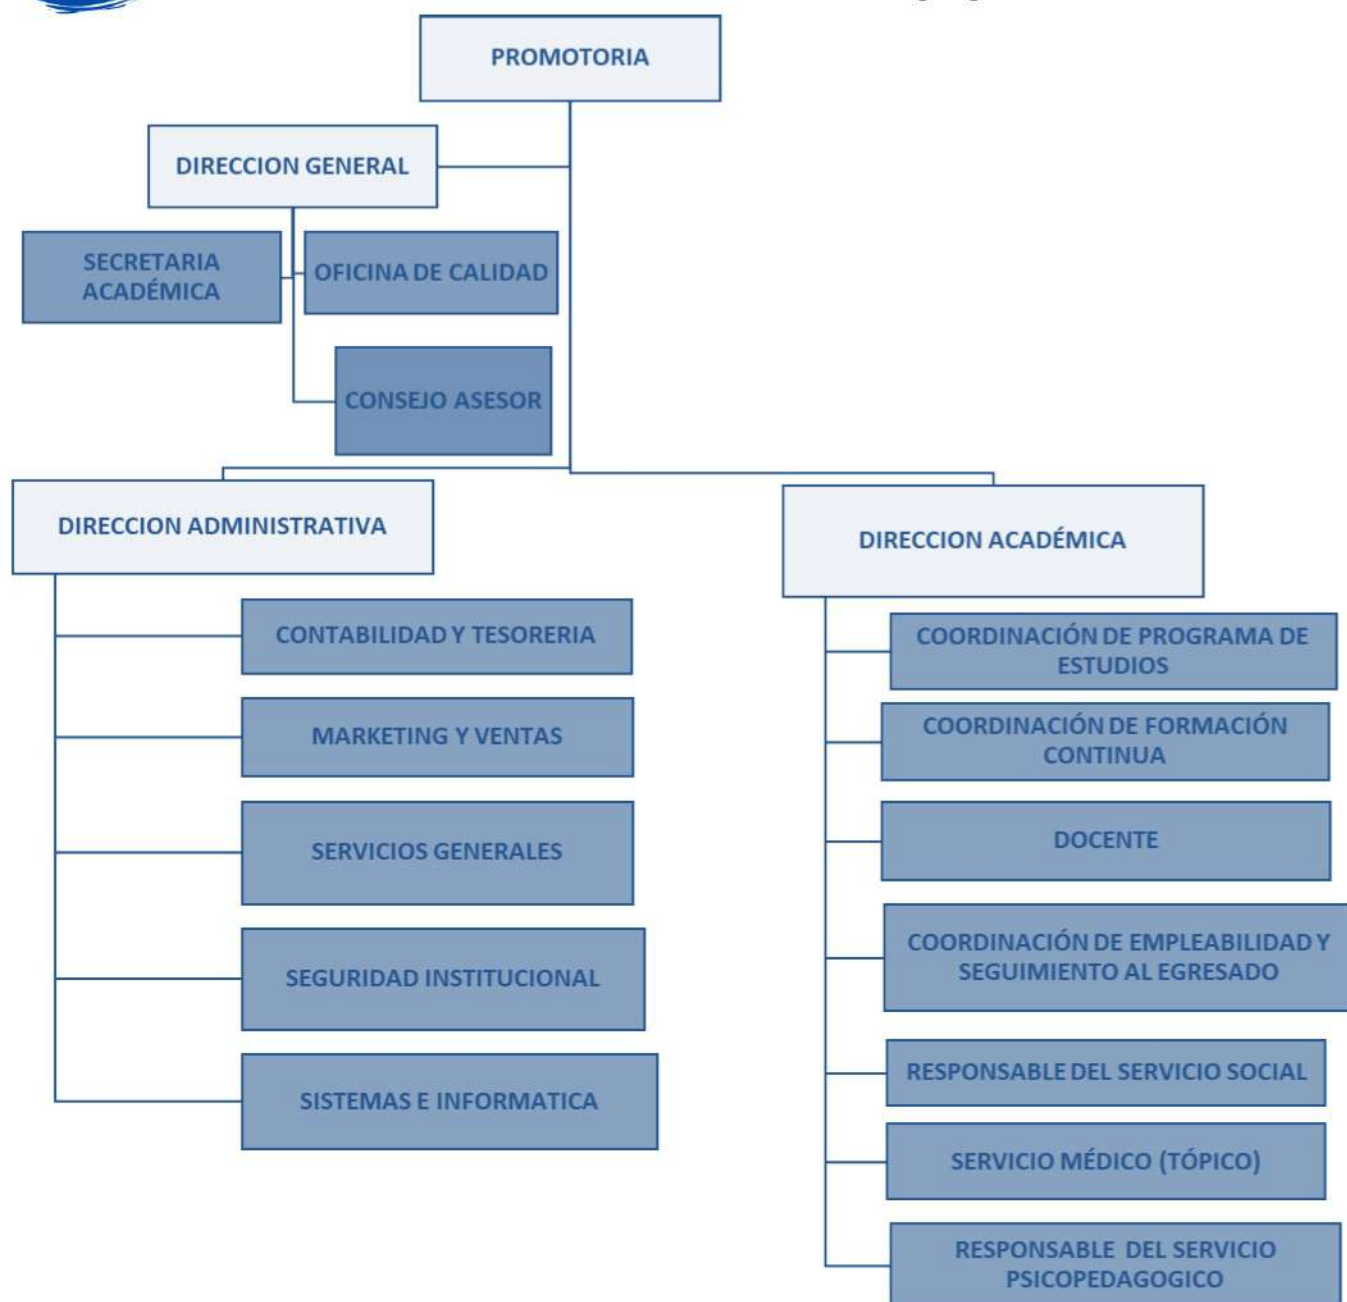 PROMOTORIA
DIRECCION GENERAL
SECRETARIA
ACADÉMICA
OFICINA DE CALIDAD
CONSEJO ASESOR
DIRECCION ADMINISTRATIVA
CONTABILIDAD Y TESORERIA
MARKETING Y VENTAS
SERVICIOS GENERALES
SEGURIDAD INSTITUCIONAL
SISTEMAS E INFORMATICA
DIRECCION ACADÉMICA
COORDINACIÓN DE PROGRAMA DE
ESTUDIOS
COORDINACIÓN DE FORMACIÓN
CONTINUA
DOCENTE
COORDINACIÓN DE EMPLEABILIDAD Y
SEGUIMIENTO AL EGRESADO
RESPONSABLE DEL SERVICIO SOCIAL
SERVICIO MÉDICO (TÓPICO)
RESPONSABLE DEL SERVICIO
PSICOPEDAGOGICO